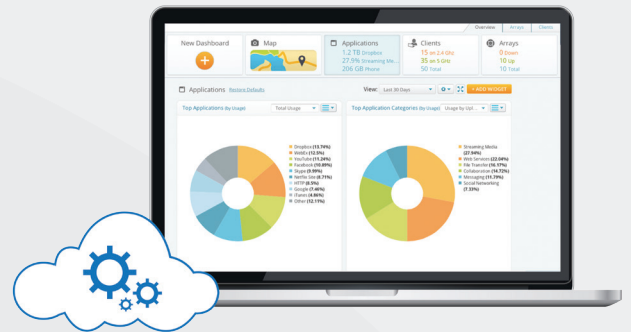 Overview Arrays Clients
New Dashboard
Map
Applications
1.2 TB Dropbox
27.9% Streaming Me...
206 GB Phone
Clients
15 on 2.4 Ghz
35 on 5 GHz
50 Total
Arrays
0 Down
10 Up
10 Total
Applications Restore Defaults
View: Last 30 Days
+ ADD WIDGET
Top Applications (by Usage)
Total Usage
Dropbox (13.74%)
WebEx (12.5%)
YouTube (11.24%)
Facebook (10.89%)
Skype (9.99%)
Netflix Site (8.71%)
HTTP (8.5%)
Google (7.46%)
iTunes (4.86%)
Other (12.11%)
Top Application Categories (by Usage)
Usage by Upl...
Streaming Media
(27.94%)
Web Services (22.04%)
File Transfer (16.17%)
Collaboration (14.72%)
Messaging (11.79%)
Social Networking
(7.33%)